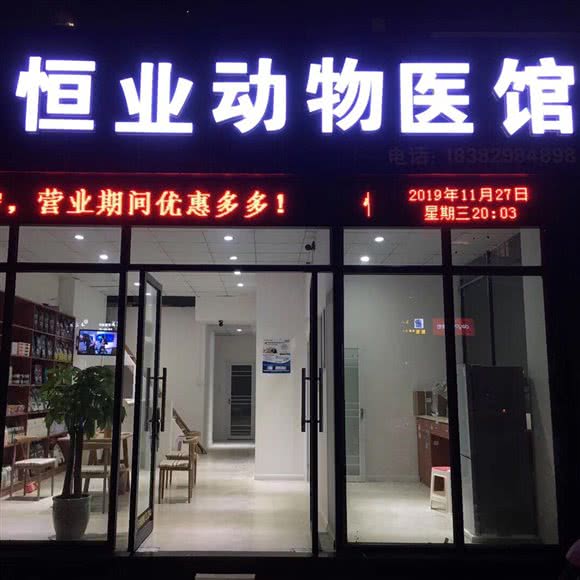 恒业动物医馆
电话: 18382984898
，营业期间优惠多多！
2019年11月27日
星期三20:03